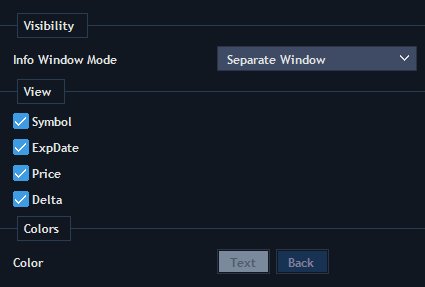 Visibility
Info Window Mode Separate Window
View
Symbol
ExpDate
Price
Delta
Colors
Color Text Back